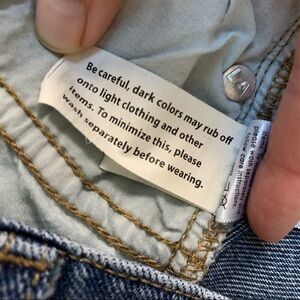 Be careful, dark colors may rub off
onto light clothing and other
items. To minimize this, please
wash separately before wearing.
LA